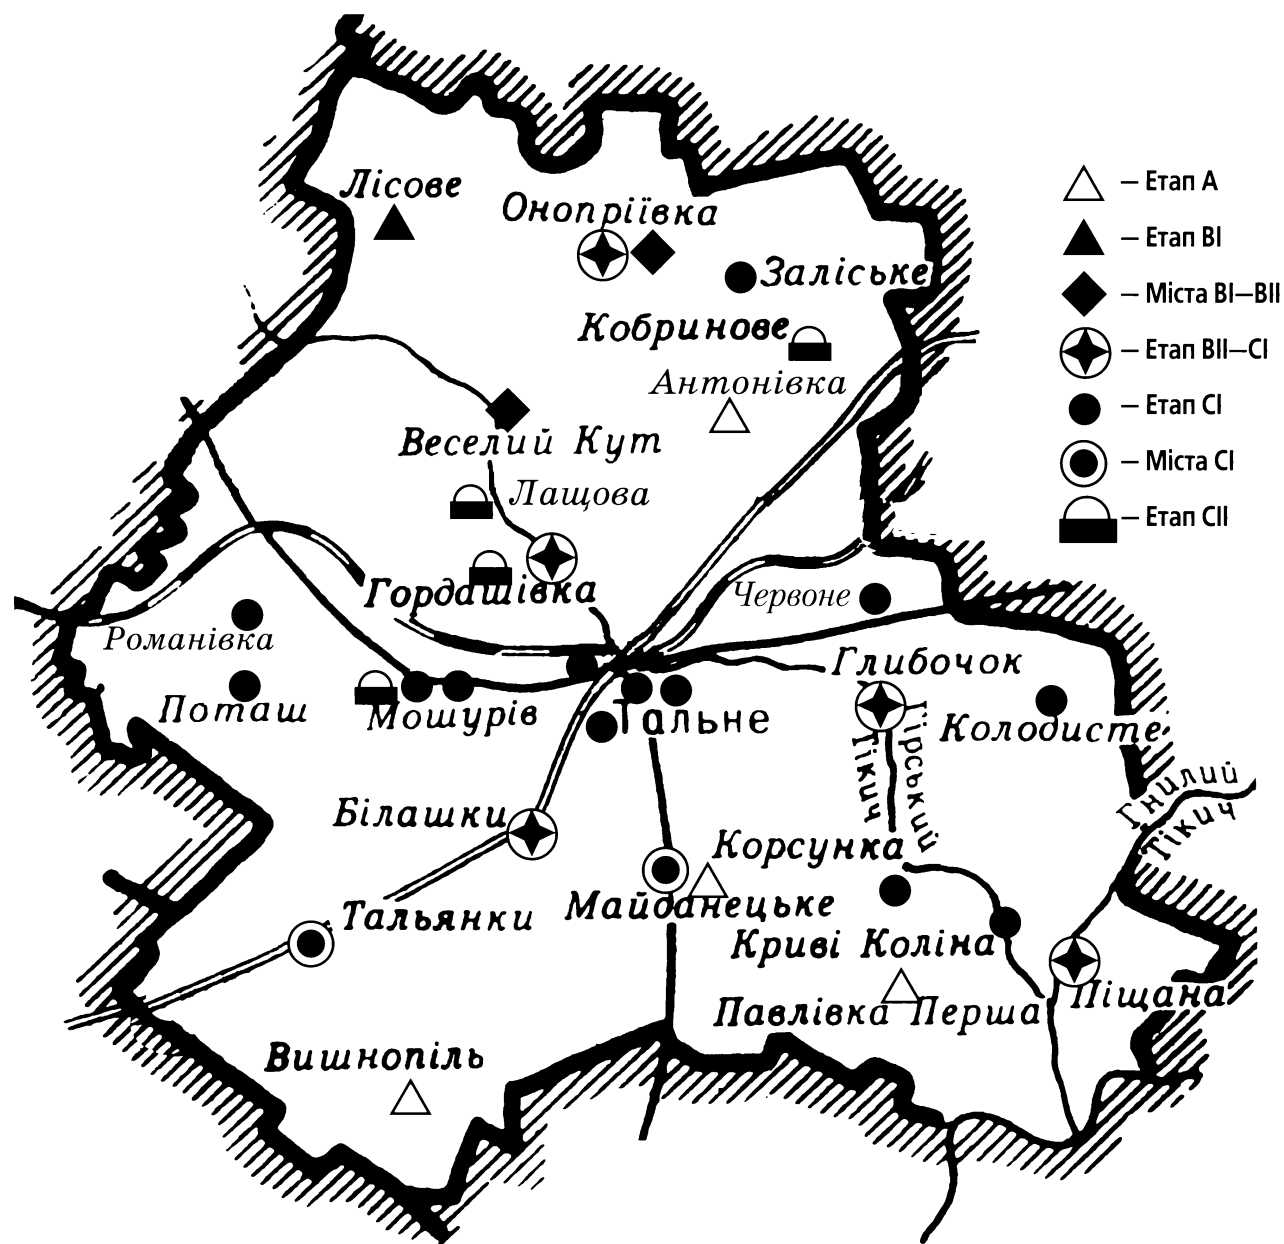 Лісове
Оноприївка
Заліське
Кобринове
Антонівка
Веселий Кут
Лащова
Гордашівка
Червоне
Романівка
Поташ
Мошурів
Тальне
Глибочок
Колодисте
Гірський
Тікич
Гнилий
Тікич
Білашки
Корсунка
Тальянки
Майданецьке
Криві Коліна
Піщана
Павлівка Перша
Вишнопіль
– Етап А
– Етап ВІ
– Міста ВІ–ВІІ
– Етап ВІІ–СІ
– Етап СІ
– Міста СІ
– Етап СІІ